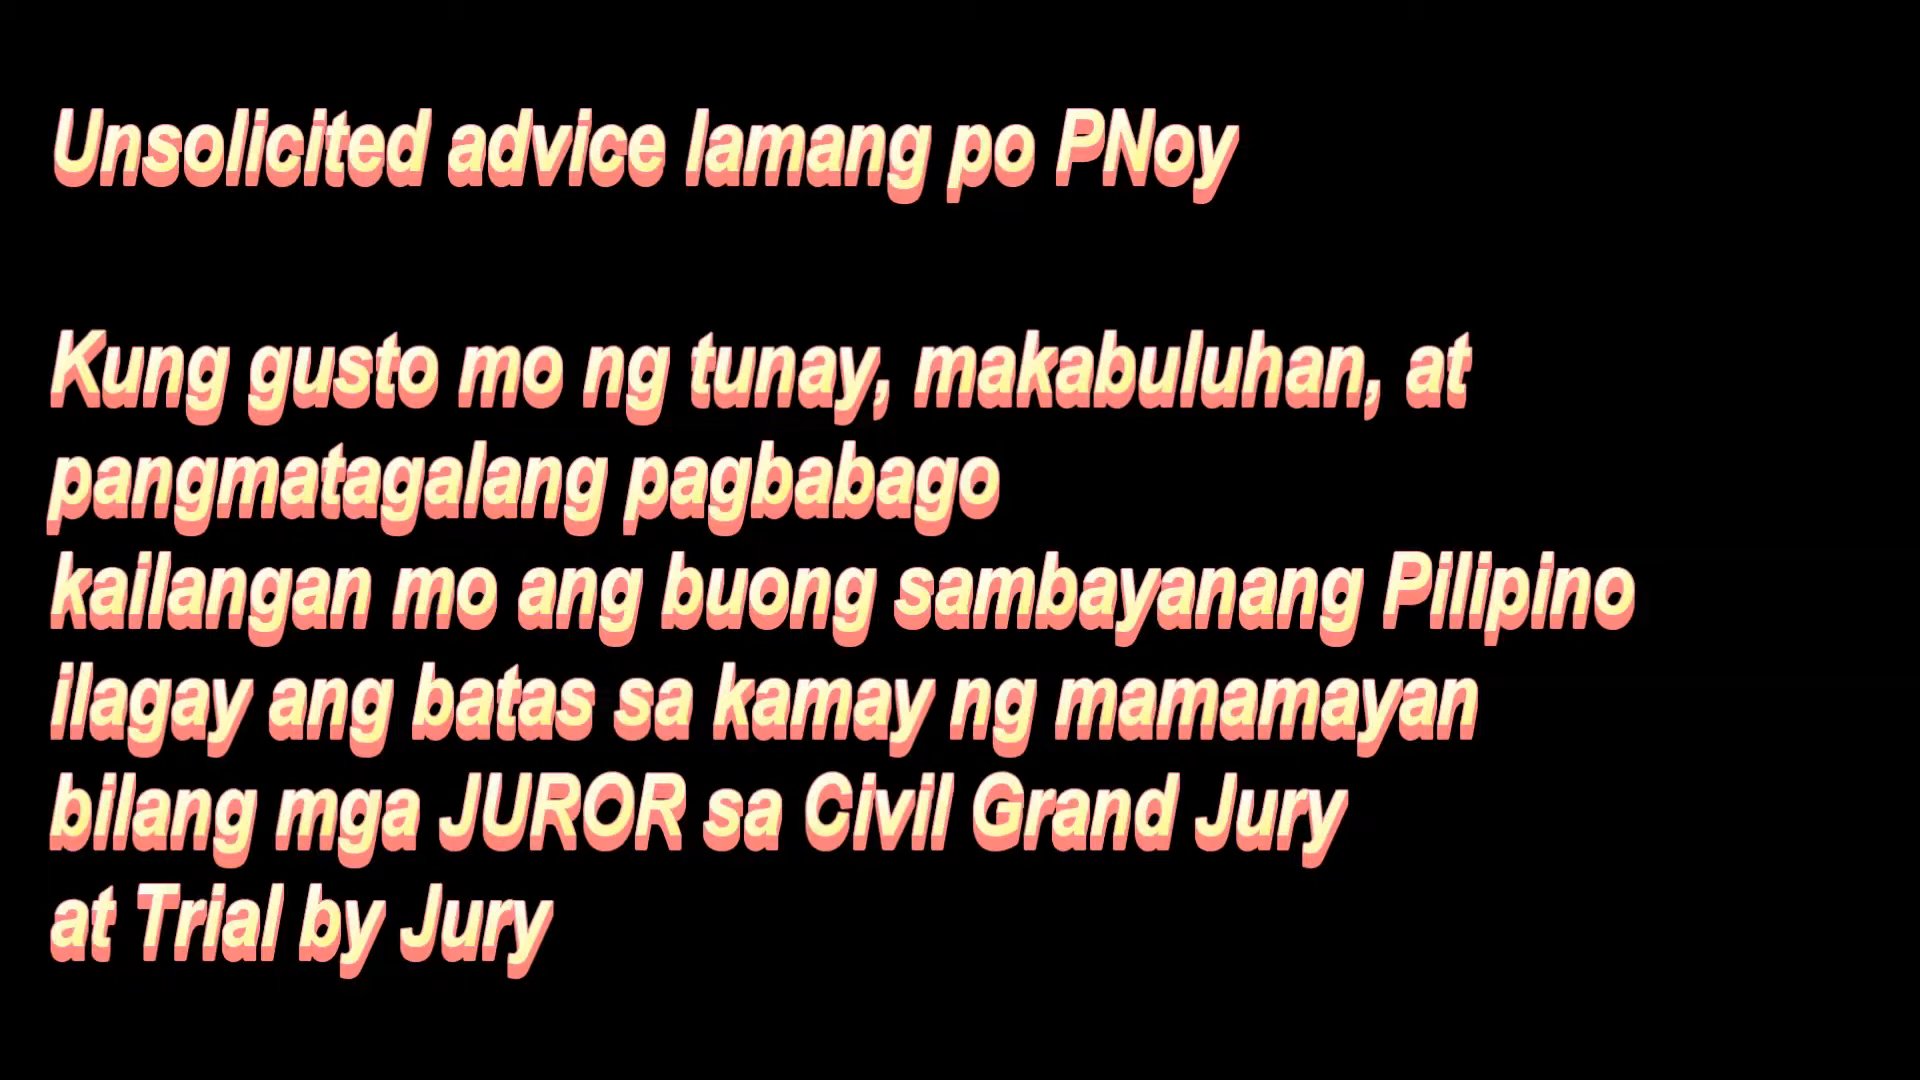 Unsolicited advice lamang po PNoy
Kung gusto mo ng tunay, makabuluhan, at
pangmatagalang pagbabago
kailangan mo ang buong sambayanang Pilipino
ilagay ang batas sa kamay ng mamamayan
bilang mga JUROR sa Civil Grand Jury
at Trial by Jury